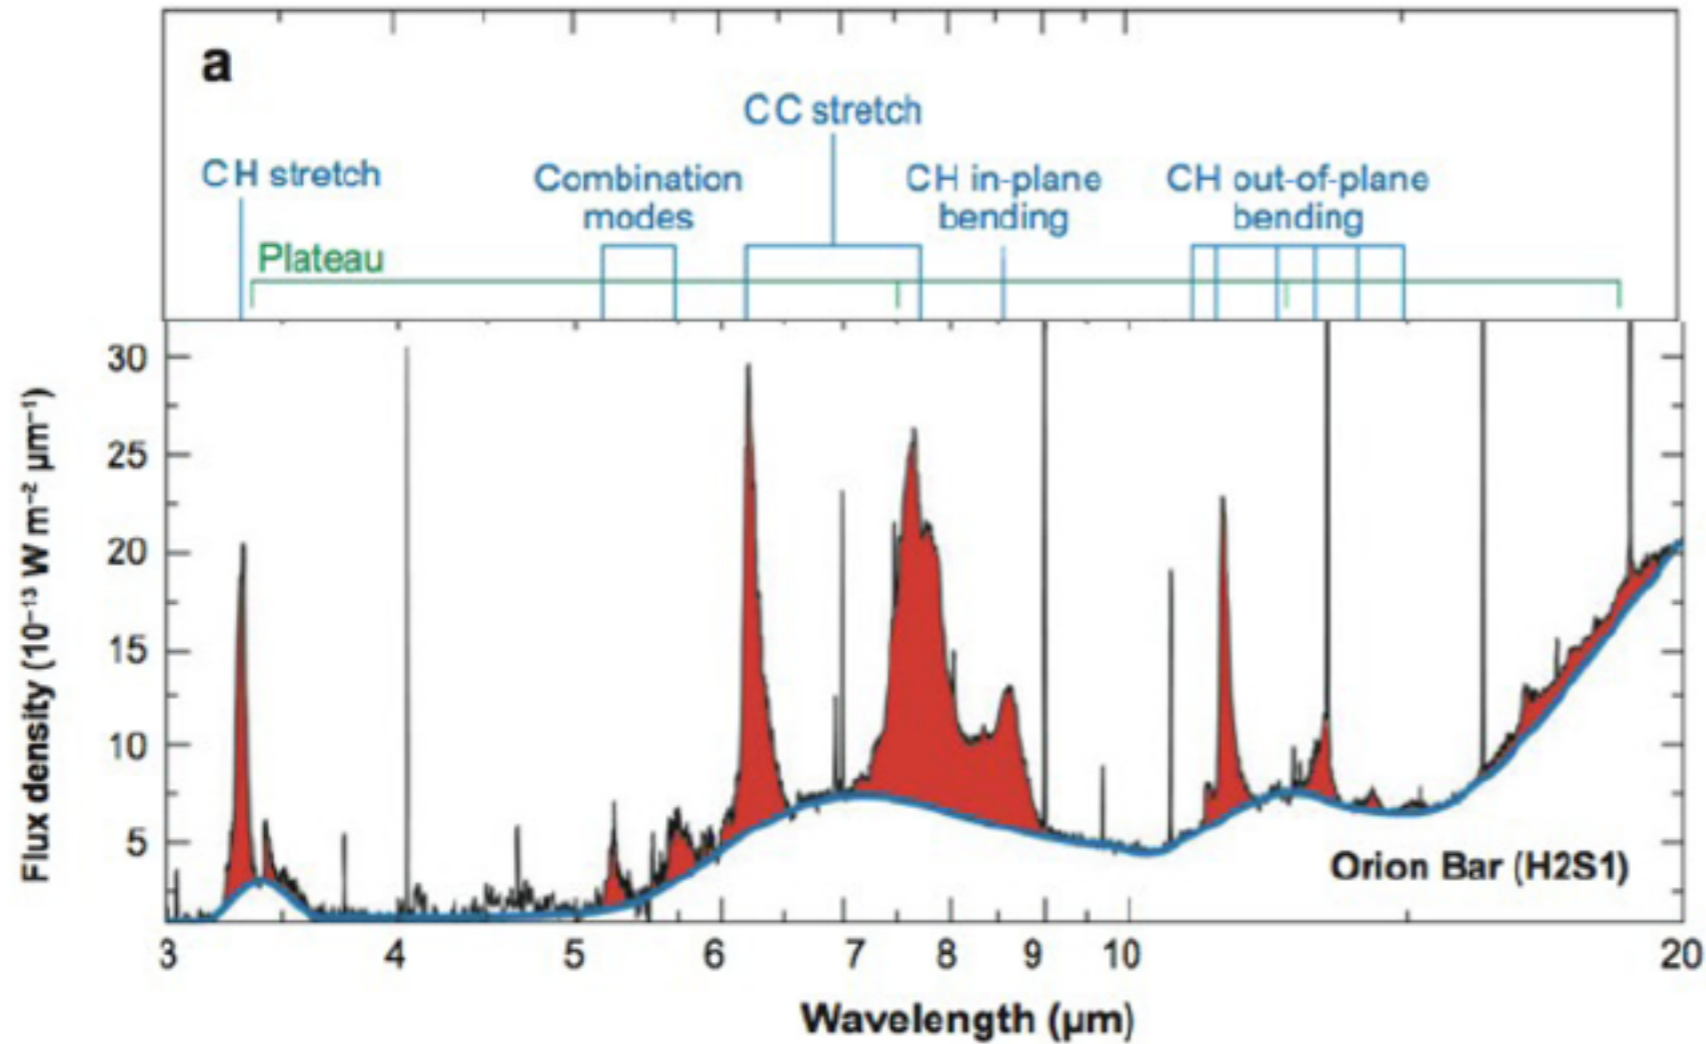 a
CC stretch
CH stretch
Combination modes
CH in-plane bending
CH out-of-plane bending
Plateau
30
25
20
15
10
5
Flux density (10⁻¹³ W m⁻² μm⁻¹)
Orion Bar (H2S1)
3 4 5 6 7 8 9 10 20
Wavelength (μm)